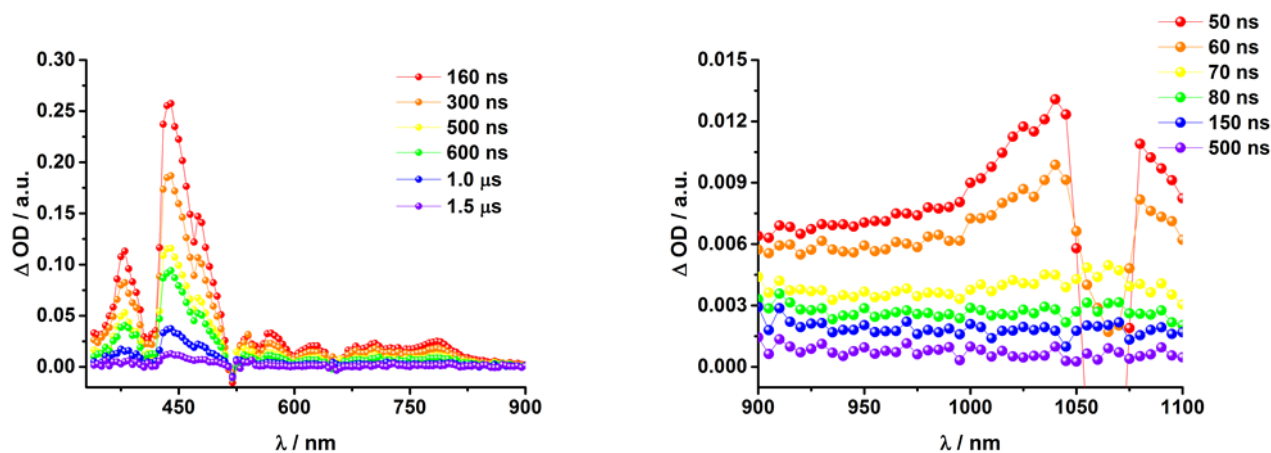 0.30
0.25
0.20
0.15
0.10
0.05
0.00
Δ OD / a.u.
450
600
750
900
λ / nm
160 ns
300 ns
500 ns
600 ns
1.0 μs
1.5 μs
0.015
0.012
0.009
0.006
0.003
0.000
Δ OD / a.u.
900
950
1000
1050
1100
λ / nm
50 ns
60 ns
70 ns
80 ns
150 ns
500 ns